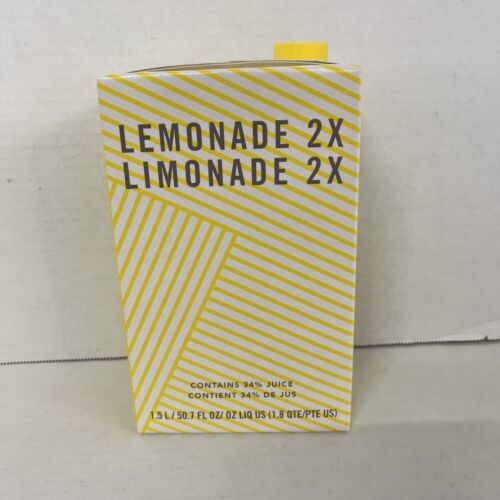 LEMONADE 2X
LIMONADE 2X
CONTAINS 34% JUICE
CONTIENT 34% DE JUS
1.5 L / 50.7 FL OZ/ OZ LIQ US (1.8 QTE/PTE US)